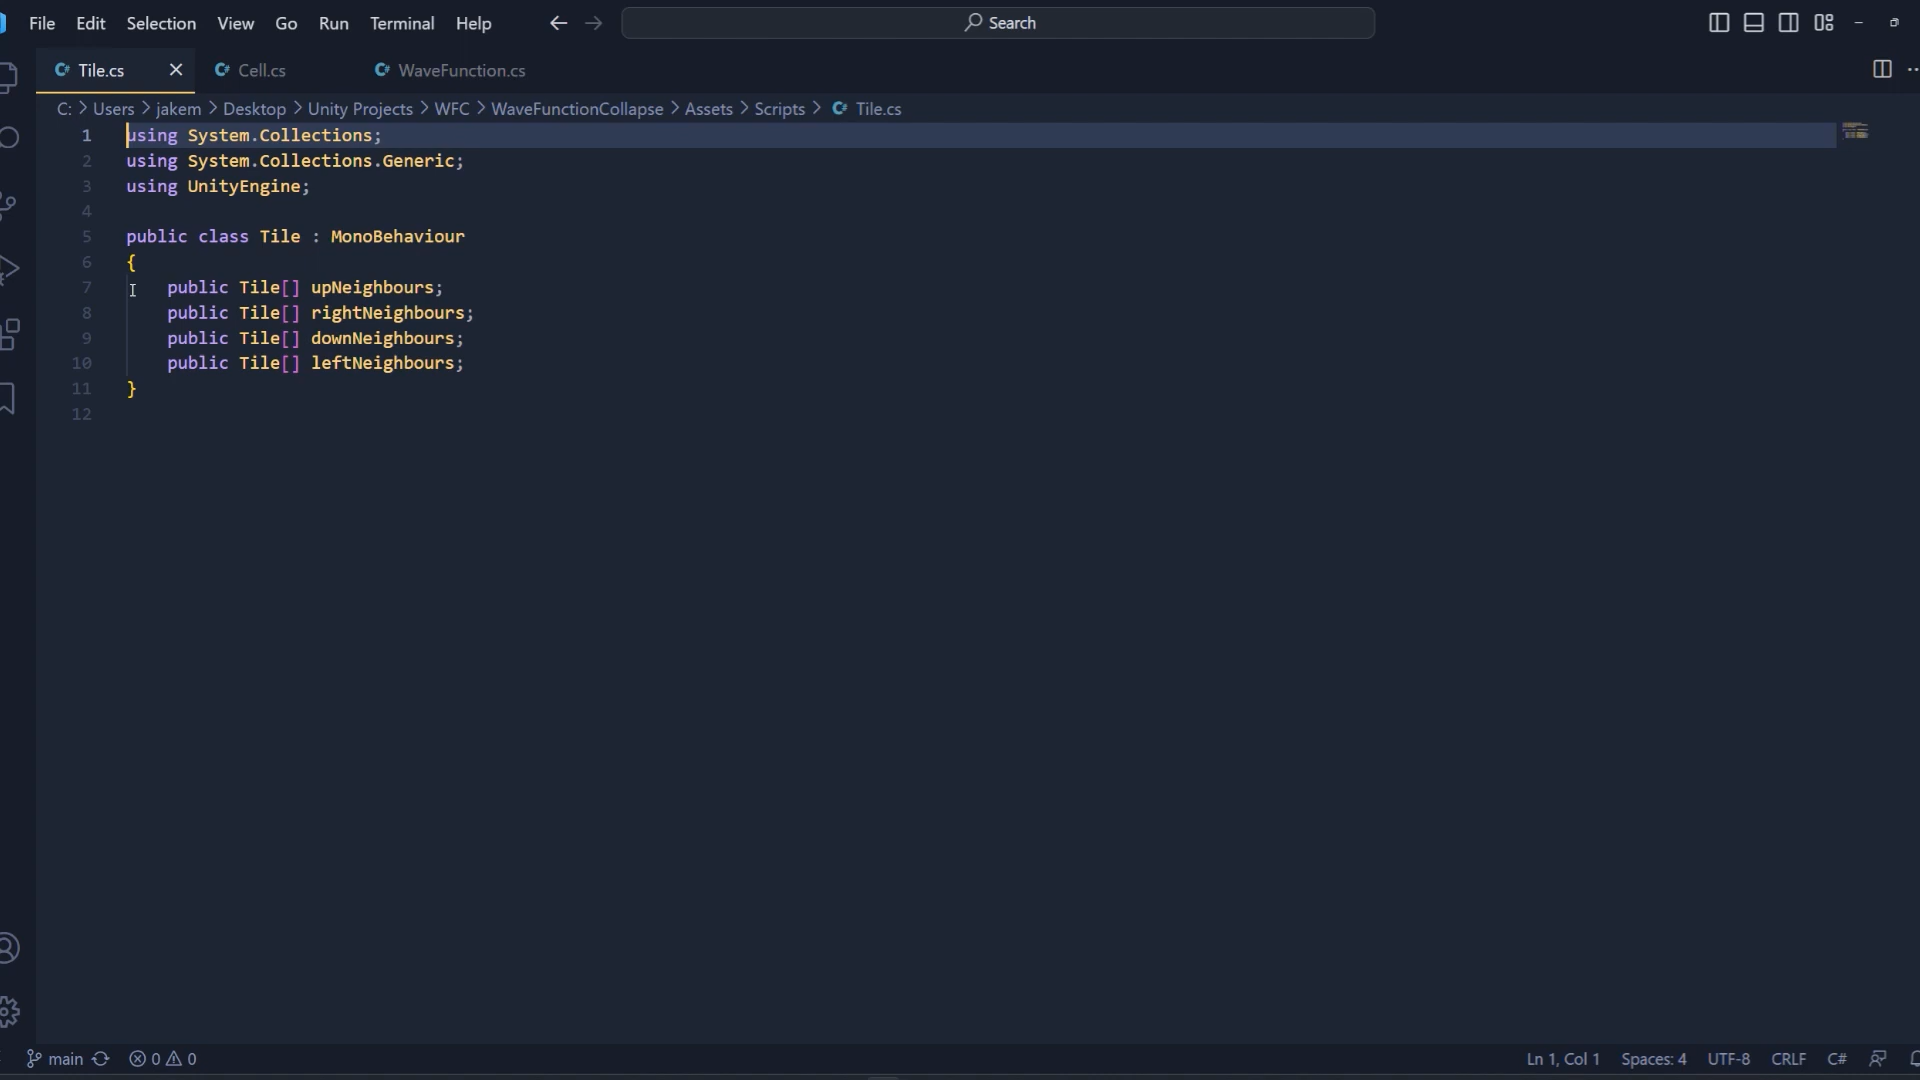 File Edit Selection View Go Run Terminal Help Search
Tile.cs Cell.cs WaveFunction.cs
C: > Users > jakem > Desktop > Unity Projects > WFC > WaveFunctionCollapse > Assets > Scripts > Tile.cs
1 using System.Collections;
2 using System.Collections.Generic;
3 using UnityEngine;
4
5 public class Tile : MonoBehaviour
6 {
7 public Tile[] upNeighbours;
8 public Tile[] rightNeighbours;
9 public Tile[] downNeighbours;
10 public Tile[] leftNeighbours;
11 }
12
main 0 0 Ln 1, Col 1 Spaces: 4 UTF-8 CRLF C#